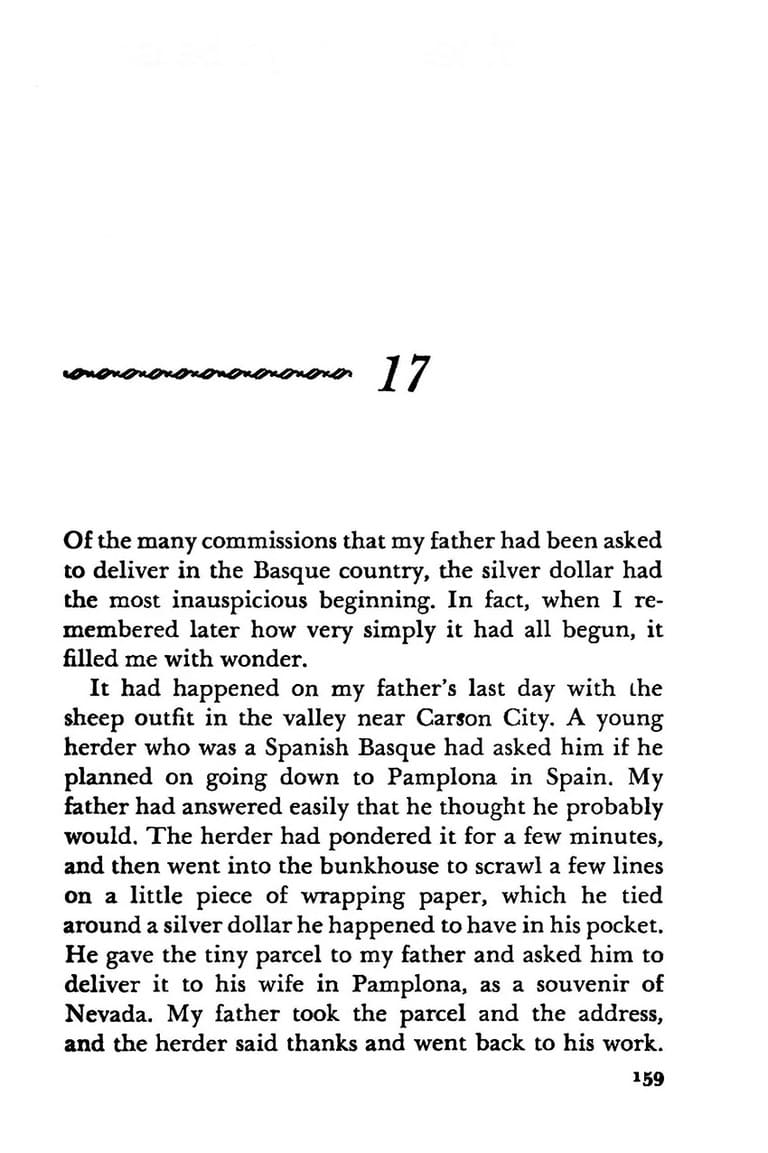 17
Of the many commissions that my father had been asked
to deliver in the Basque country, the silver dollar had
the most inauspicious beginning. In fact, when I re-
membered later how very simply it had all begun, it
filled me with wonder.
It had happened on my father's last day with the
sheep outfit in the valley near Carson City. A young
herder who was a Spanish Basque had asked him if he
planned on going down to Pamplona in Spain. My
father had answered easily that he thought he probably
would. The herder had pondered it for a few minutes,
and then went into the bunkhouse to scrawl a few lines
on a little piece of wrapping paper, which he tied
around a silver dollar he happened to have in his pocket.
He gave the tiny parcel to my father and asked him to
deliver it to his wife in Pamplona, as a souvenir of
Nevada. My father took the parcel and the address,
and the herder said thanks and went back to his work.
159